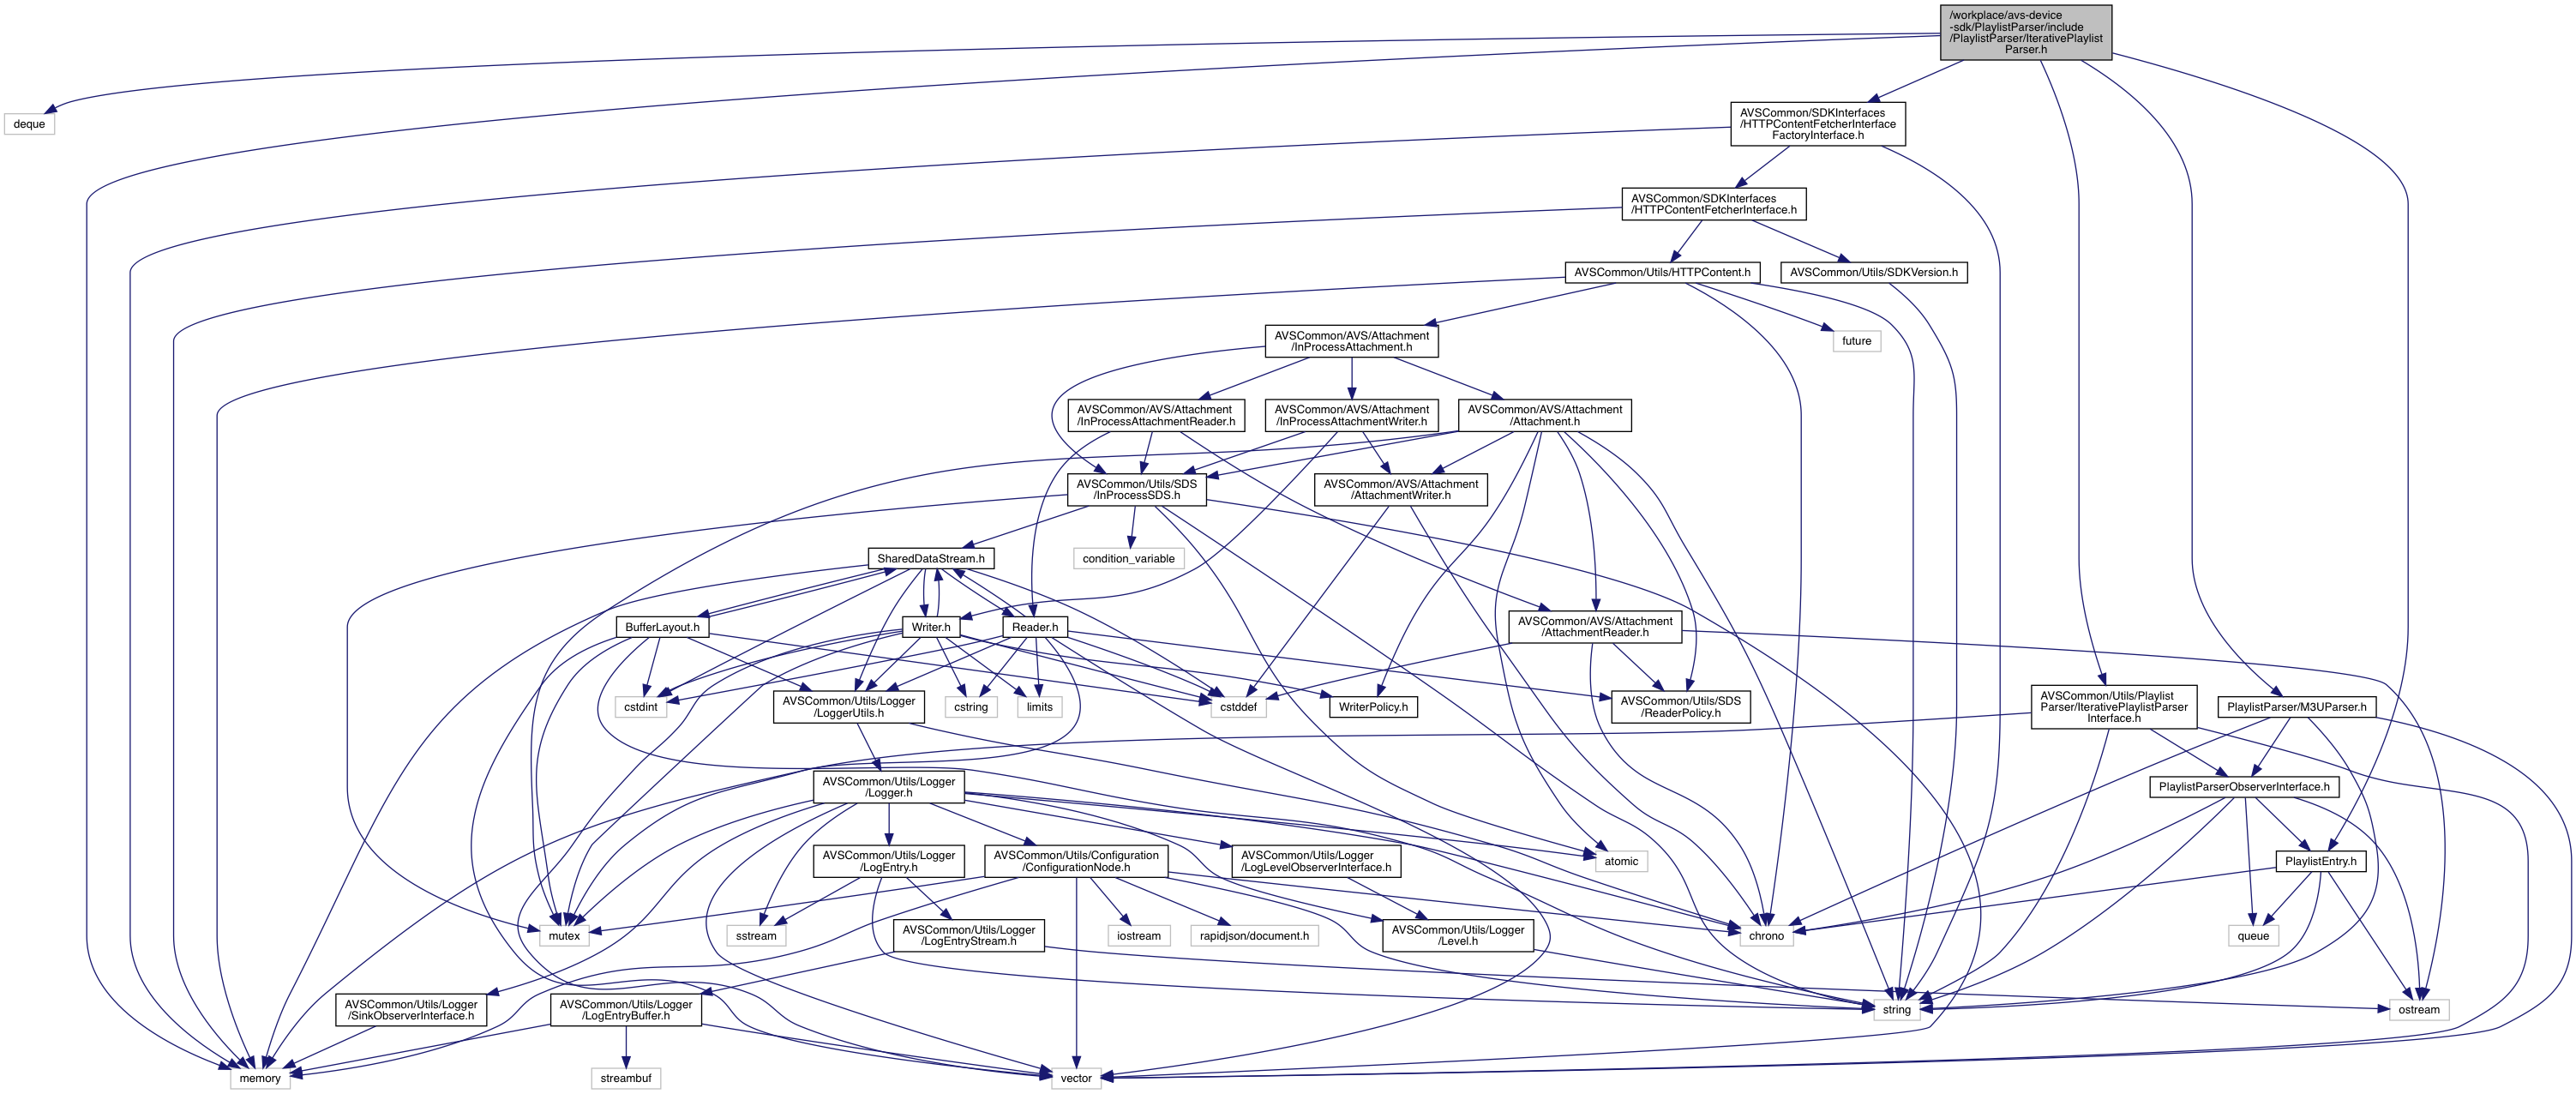 /workplace/avs-device
-sdk/PlaylistParser/include
/PlaylistParser/IterativePlaylist
Parser.h
deque
AVSCommon/SDKInterfaces
/HTTPContentFetcherInterface
FactoryInterface.h
AVSCommon/SDKInterfaces
/HTTPContentFetcherInterface.h
AVSCommon/Utils/HTTPContent.h
AVSCommon/Utils/SDKVersion.h
AVSCommon/AVS/Attachment
/InProcessAttachment.h
future
AVSCommon/AVS/Attachment
/InProcessAttachmentReader.h
AVSCommon/AVS/Attachment
/InProcessAttachmentWriter.h
AVSCommon/AVS/Attachment
/Attachment.h
AVSCommon/Utils/SDS
/InProcessSDS.h
AVSCommon/AVS/Attachment
/AttachmentWriter.h
SharedDataStream.h
condition_variable
BufferLayout.h
Writer.h
Reader.h
AVSCommon/AVS/Attachment
/AttachmentReader.h
cstdint
AVSCommon/Utils/Logger
/LoggerUtils.h
cstring
limits
cstddef
WriterPolicy.h
AVSCommon/Utils/SDS
/ReaderPolicy.h
AVSCommon/Utils/Playlist
Parser/IterativePlaylistParser
Interface.h
PlaylistParser/M3UParser.h
AVSCommon/Utils/Logger
/Logger.h
PlaylistParserObserverInterface.h
AVSCommon/Utils/Logger
/LogEntry.h
AVSCommon/Utils/Configuration
/ConfigurationNode.h
AVSCommon/Utils/Logger
/LogLevelObserverInterface.h
atomic
PlaylistEntry.h
mutex
sstream
AVSCommon/Utils/Logger
/LogEntryStream.h
iostream
rapidjson/document.h
AVSCommon/Utils/Logger
/Level.h
chrono
queue
AVSCommon/Utils/Logger
/SinkObserverInterface.h
AVSCommon/Utils/Logger
/LogEntryBuffer.h
string
ostream
memory
streambuf
vector